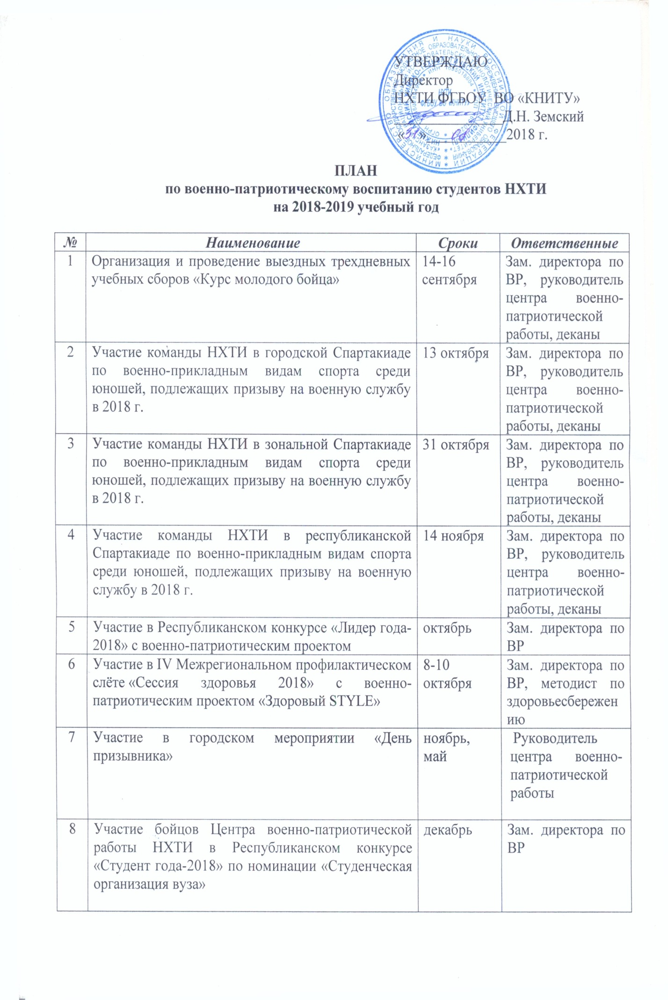 УТВЕРЖДАЮ
Директор
НХТИ ФГБОУ ВО «КНИТУ»
Д.Н. Земский
«31» 08 2018 г.
НХТИ
ФГБОУ ВО «КНИТУ»
ПЛАН
по военно-патриотическому воспитанию студентов НХТИ
на 2018-2019 учебный год
№ Наименование Сроки Ответственные
1 Организация и проведение выездных трехдневных 14-16 Зам. директора по
учебных сборов «Курс молодого бойца» сентября ВР, руководитель
центра военно-
патриотической
работы, деканы
2 Участие команды НХТИ в городской Спартакиаде 13 октября Зам. директора по
по военно-прикладным видам спорта среди ВР, руководитель
юношей, подлежащих призыву на военную службу центра военно-
в 2018 г. патриотической
работы, деканы
3 Участие команды НХТИ в зональной Спартакиаде 31 октября Зам. директора по
по военно-прикладным видам спорта среди ВР, руководитель
юношей, подлежащих призыву на военную службу центра военно-
в 2018 г. патриотической
работы, деканы
4 Участие команды НХТИ в республиканской 14 ноября Зам. директора по
Спартакиаде по военно-прикладным видам спорта ВР, руководитель
среди юношей, подлежащих призыву на военную центра военно-
службу в 2018 г. патриотической
работы, деканы
5 Участие в Республиканском конкурсе «Лидер года- октябрь Зам. директора по
2018» с военно-патриотическим проектом ВР
6 Участие в IV Межрегиональном профилактическом 8-10 Зам. директора по
слёте «Сессия здоровья 2018» с военно- октября ВР, методист по
патриотическим проектом «Здоровый STYLE» здоровьесбережен
ию
7 Участие в городском мероприятии «День ноябрь, Руководитель
призывника» май центра военно-
патриотической
работы
8 Участие бойцов Центра военно-патриотической декабрь Зам. директора по
работы НХТИ в Республиканском конкурсе ВР
«Студент года-2018» по номинации «Студенческая
организация вуза»